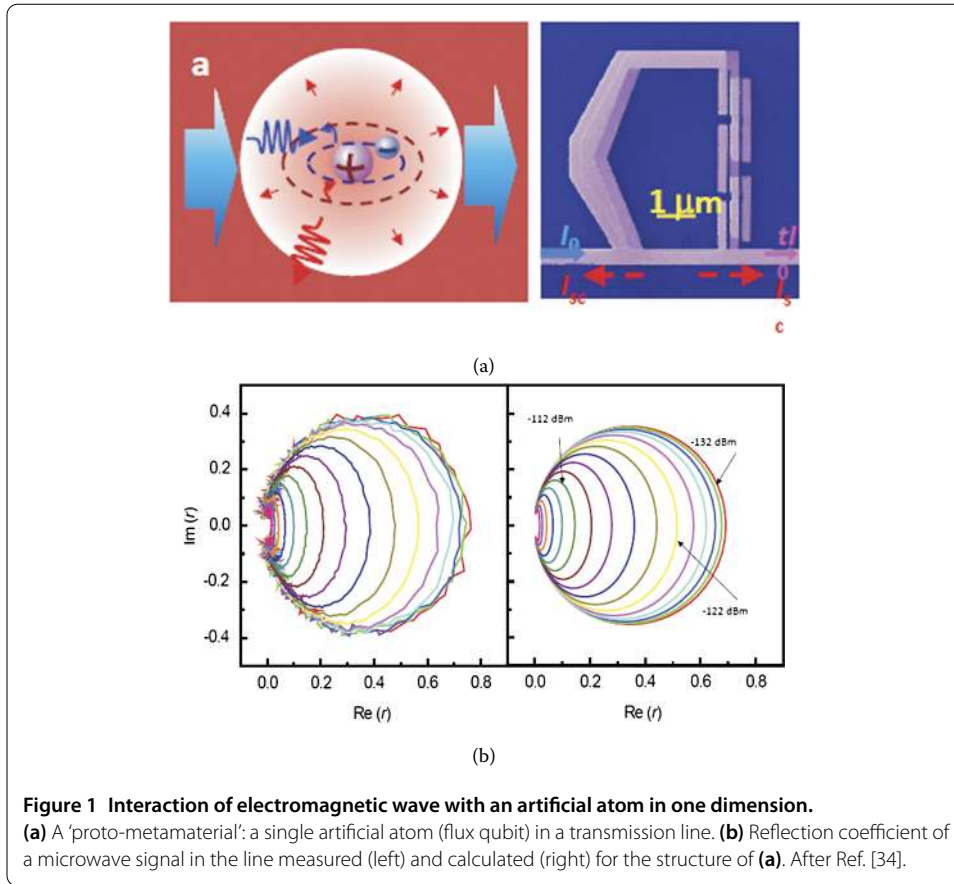 a
1 μm
I0
tI
0
Isc
Is
c
(a)
0.4
0.2
0.0
-0.2
-0.4
Im (r)
-112 dBm
-132 dBm
-122 dBm
0.0 0.2 0.4 0.6 0.8
0.0 0.2 0.4 0.6 0.8
Re (r)
Re (r)
(b)
Figure 1 Interaction of electromagnetic wave with an artificial atom in one dimension.
(a) A ‘proto-metamaterial’: a single artificial atom (flux qubit) in a transmission line. (b) Reflection coefficient of
a microwave signal in the line measured (left) and calculated (right) for the structure of (a). After Ref. [34].